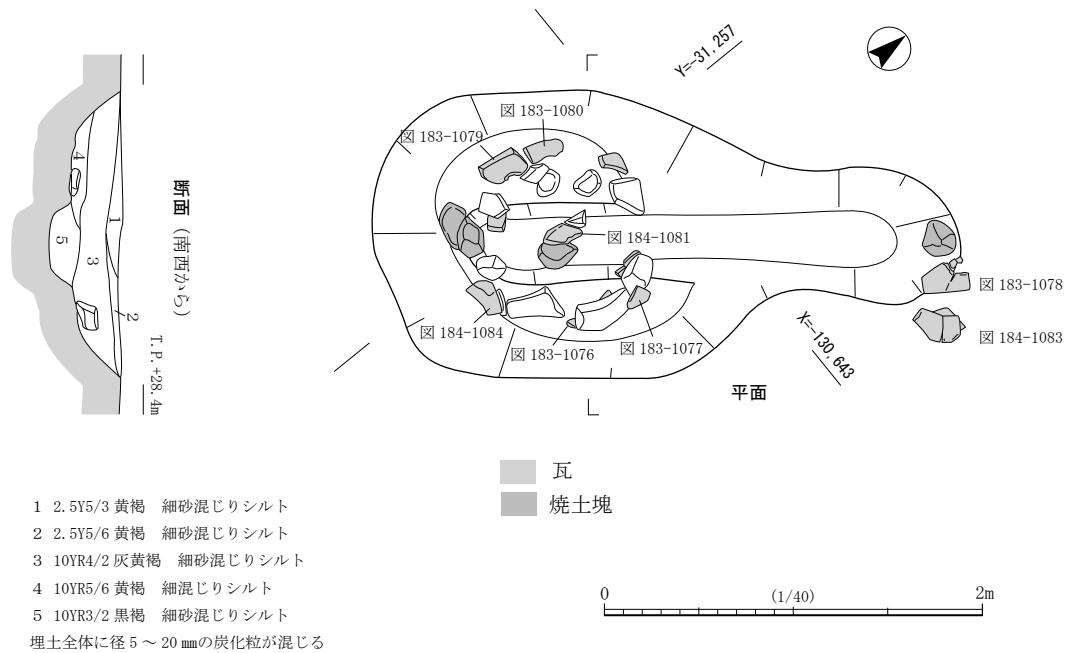 Y=-31,257
図 183-1080
図 183-1079
図 184-1081
図 183-1078
図 184-1084
図 183-1076
図 183-1077
図 184-1083
X=-130,643
平面
断面（南西から）
T.P.+28.4m
1
2
3
4
5
瓦
焼土塊
1 2.5Y5/3 黄褐 細砂混じりシルト
2 2.5Y5/6 黄褐 細砂混じりシルト
3 10YR4/2 灰黄褐 細砂混じりシルト
4 10YR5/6 黄褐 細混じりシルト
5 10YR3/2 黒褐 細砂混じりシルト
埋土全体に径 5 ～ 20 ㎜の炭化粒が混じる
0 (1/40) 2m